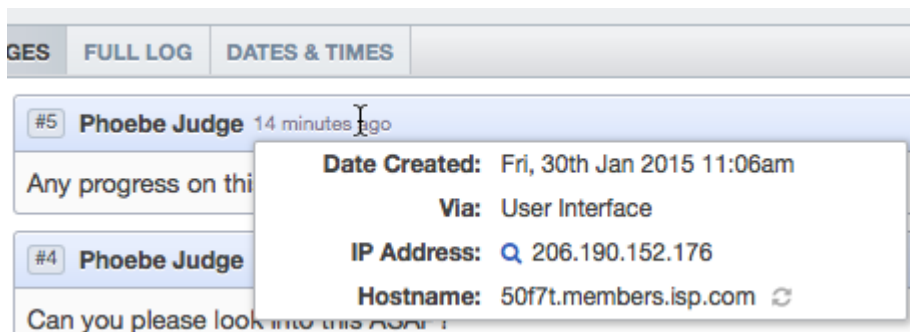 GES FULL LOG DATES & TIMES
#5 Phoebe Judge 14 minutes ago
Date Created: Fri, 30th Jan 2015 11:06am
Any progress on thi
Via: User Interface
#4 Phoebe Judge
IP Address: 206.190.152.176
Hostname: 50f7t.members.isp.com
Can you please look into this ASAP?